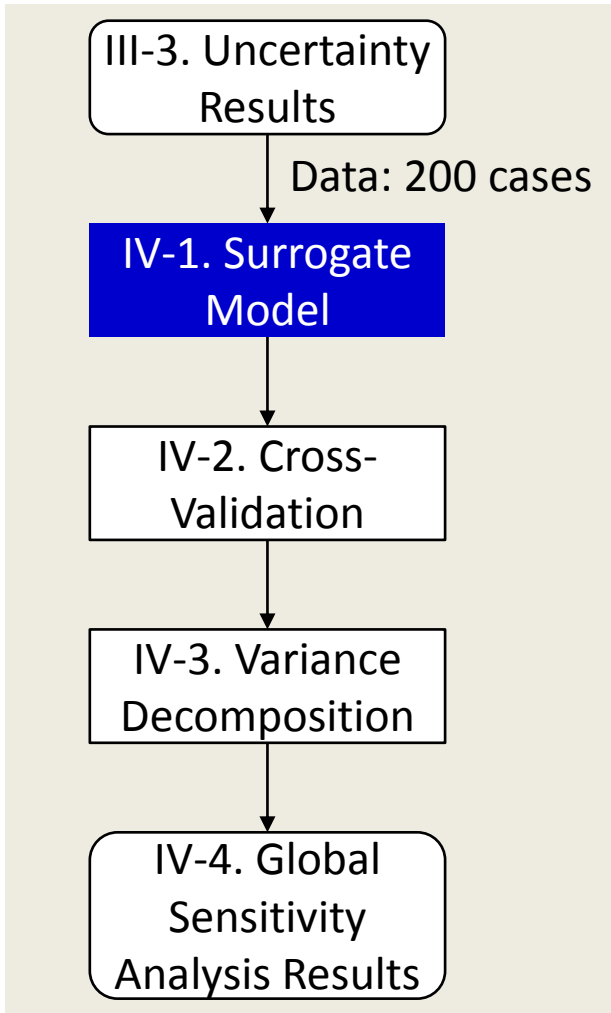 III-3. Uncertainty
Results
Data: 200 cases
IV-1. Surrogate
Model
IV-2. Cross-
Validation
IV-3. Variance
Decomposition
IV-4. Global
Sensitivity
Analysis Results